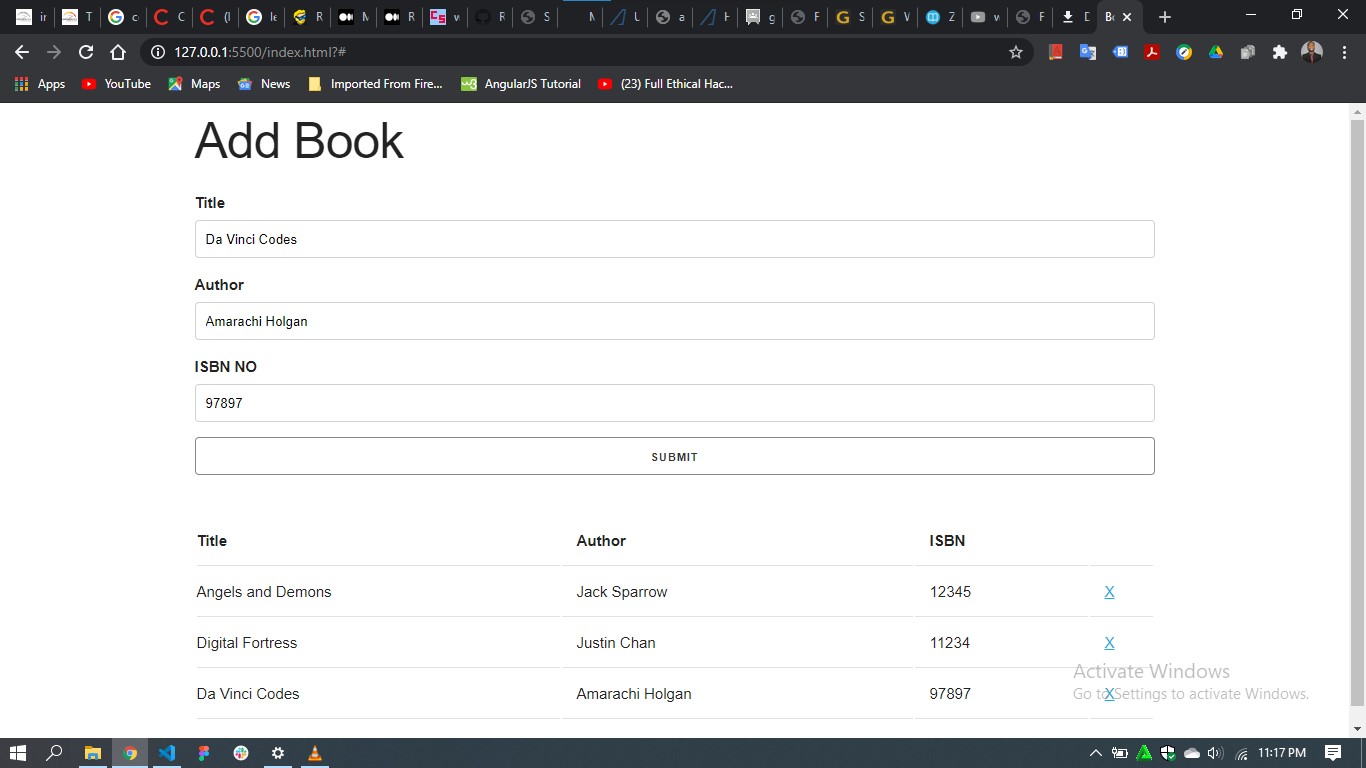 127.0.0.1:5500/index.html?#
Apps YouTube Maps News Imported From Fire... AngularJS Tutorial (23) Full Ethical Hac...
Add Book
Title
Da Vinci Codes
Author
Amarachi Holgan
ISBN NO
97897
SUBMIT
Title Author ISBN
Angels and Demons Jack Sparrow 12345 X
Digital Fortress Justin Chan 11234 X
Da Vinci Codes Amarachi Holgan 97897 X
Activate Windows
Go to Settings to activate Windows.
11:17 PM